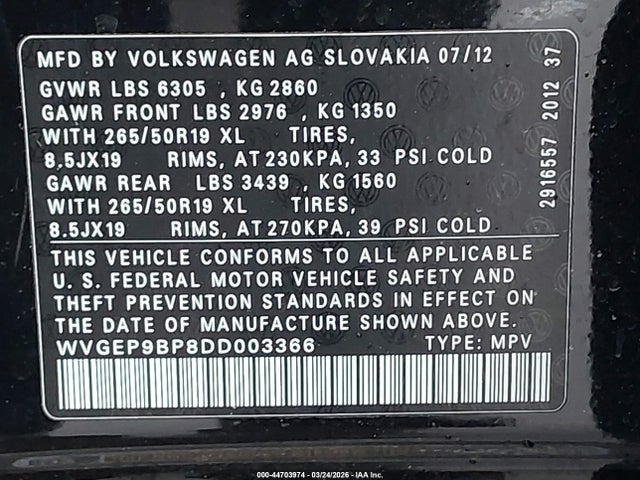 MFD BY VOLKSWAGEN AG SLOVAKIA 07/12
GVWR LBS 6305 , KG 2860
GAWR FRONT LBS 2976 , KG 1350
WITH 265/50R19 XL TIRES,
8.5JX19 RIMS, AT 230KPA, 33 PSI COLD
GAWR REAR LBS 3439 , KG 1560
WITH 265/50R19 XL TIRES,
8.5JX19 RIMS, AT 270KPA, 39 PSI COLD
2916557 2012 37
THIS VEHICLE CONFORMS TO ALL APPLICABLE
U. S. FEDERAL MOTOR VEHICLE SAFETY AND
THEFT PREVENTION STANDARDS IN EFFECT ON
THE DATE OF MANUFACTURE SHOWN ABOVE.
WVGEP9BP8DD003366 TYPE: MPV
000-44703974 - 03/24/2026 - IAA Inc.